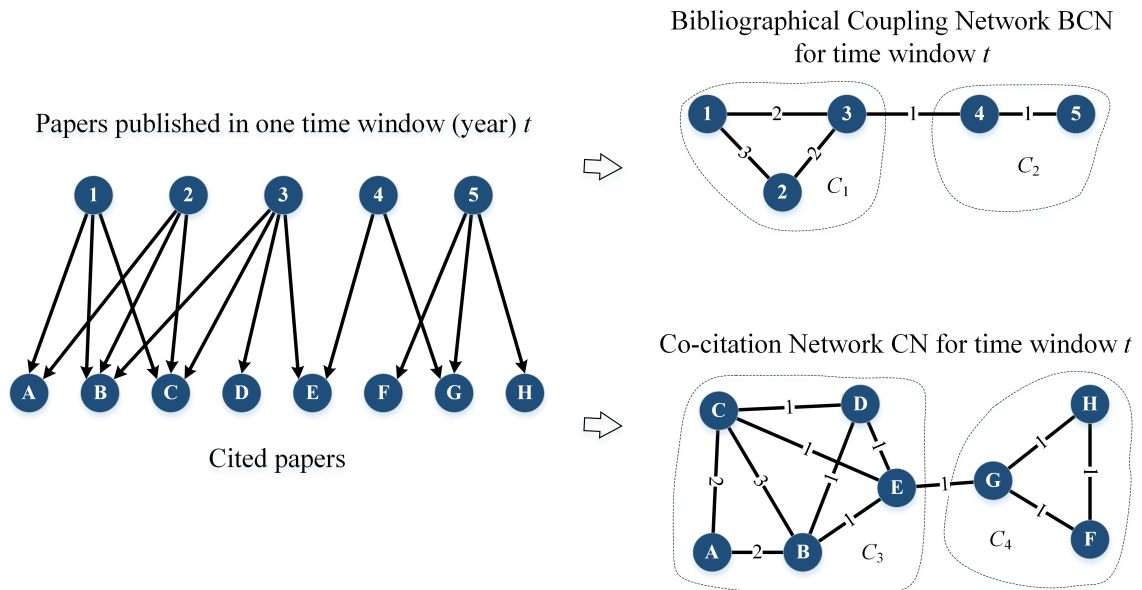 Bibliographical Coupling Network BCN
for time window t
1
2
3
1
4
1
5
3
2
2
C1
C2
Papers published in one time window (year) t
1
2
3
4
5
A
B
C
D
E
F
G
H
Cited papers
Co-citation Network CN for time window t
C
1
D
H
1
1
1
2
3
1
1
E
1
G
1
1
1
A
2
B
C3
C4
F